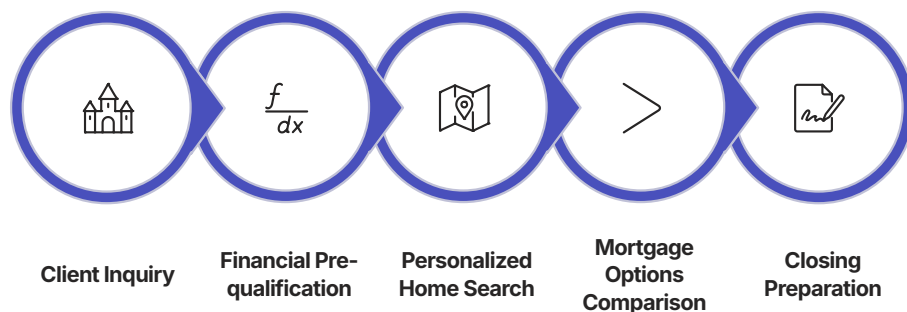 f
dx
Client Inquiry
Financial Pre-
qualification
Personalized
Home Search
Mortgage
Options
Comparison
Closing
Preparation